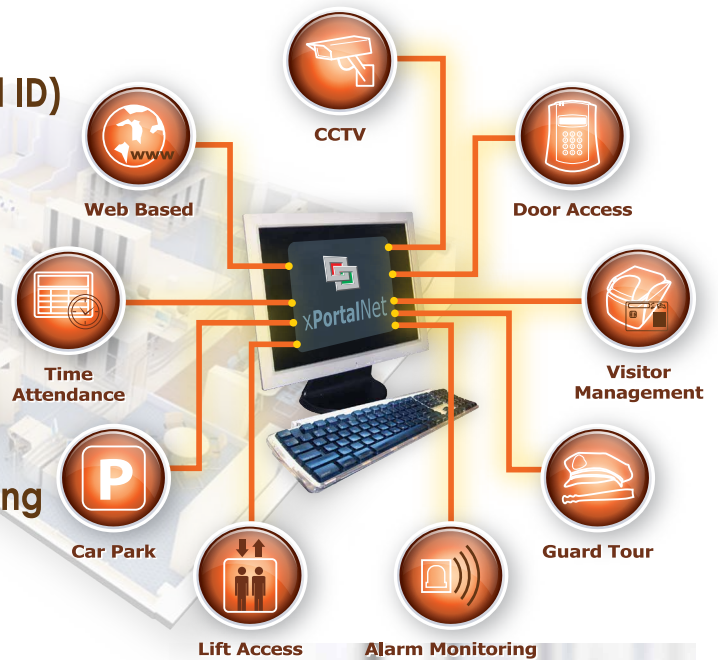 CCTV
ID)
www
Web Based
Door Access
xPortalNet
Time
Attendance
Visitor
Management
P
Car Park
ng
Guard Tour
Lift Access
Alarm Monitoring